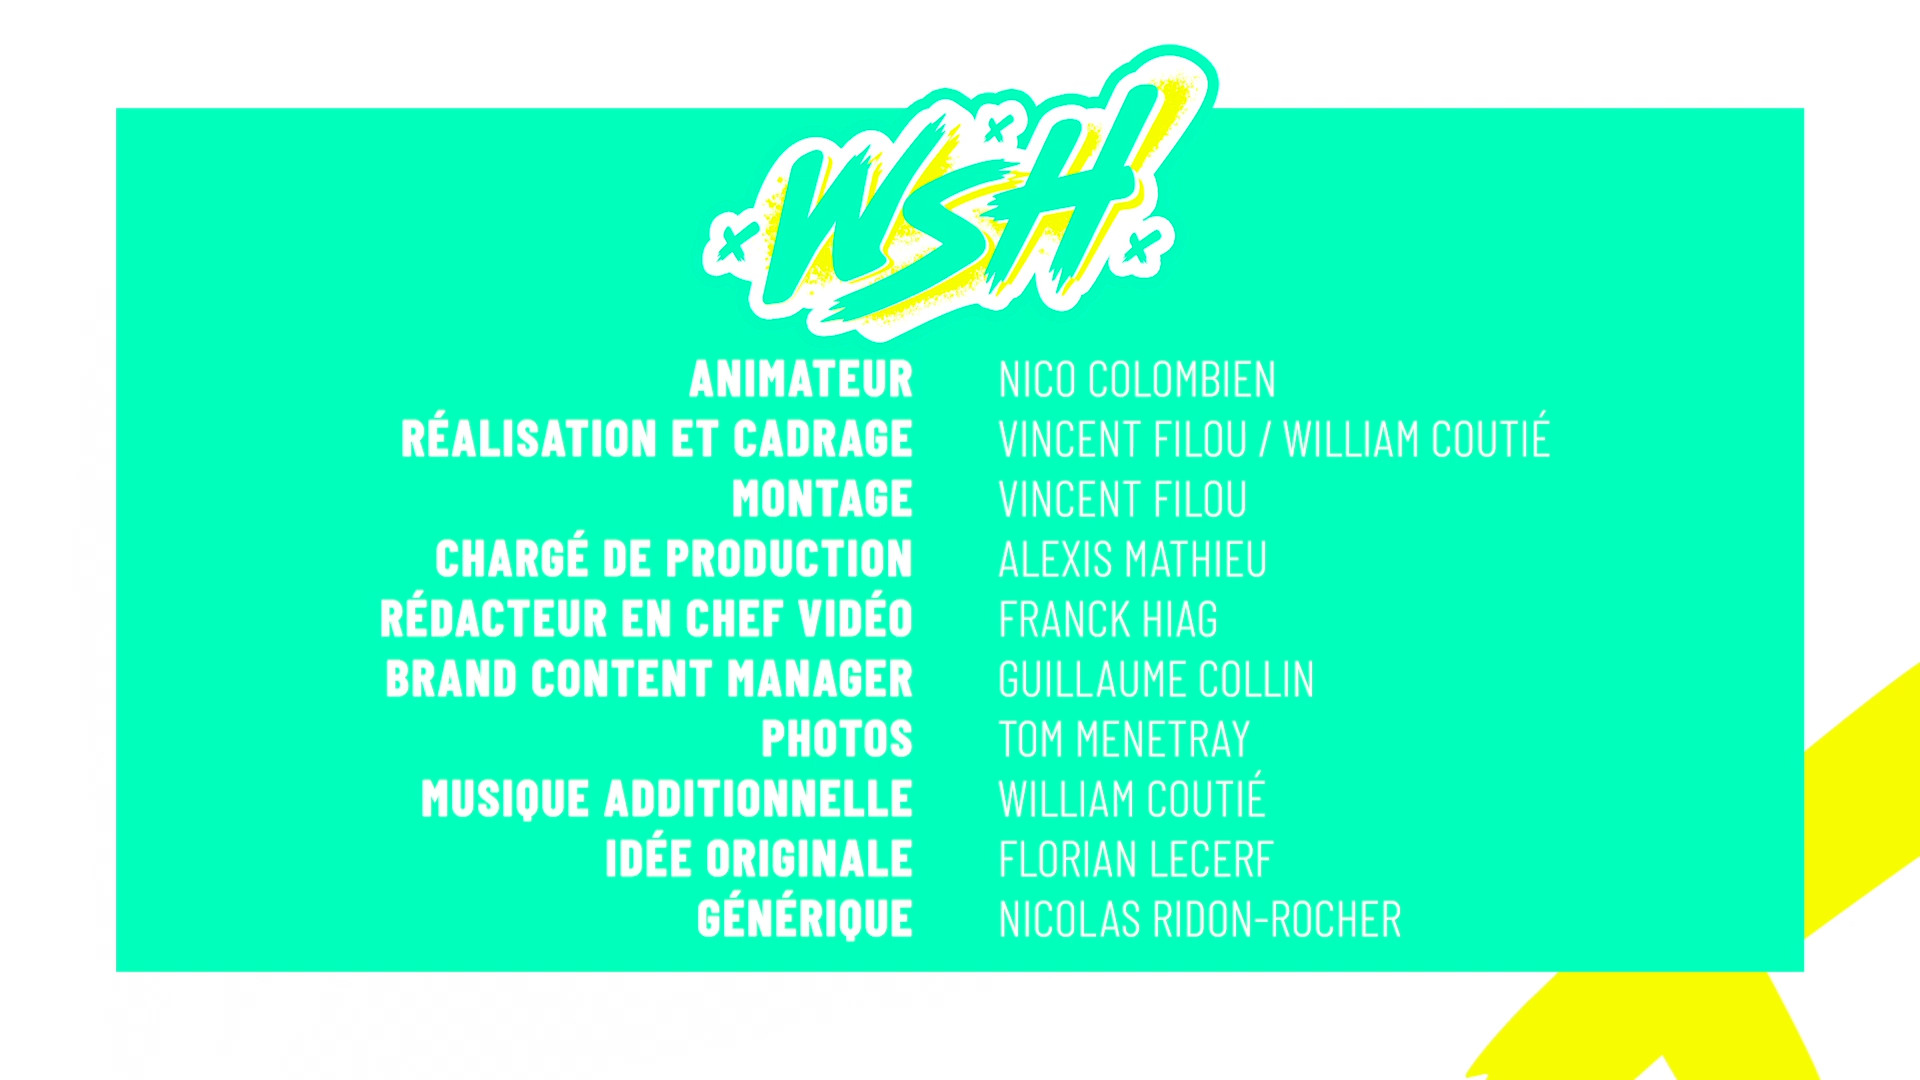 WSH
ANIMATEUR NICO COLOMBIEN
RÉALISATION ET CADRAGE VINCENT FILOU / WILLIAM COUTIÉ
MONTAGE VINCENT FILOU
CHARGÉ DE PRODUCTION ALEXIS MATHIEU
RÉDACTEUR EN CHEF VIDÉO FRANCK HIAG
BRAND CONTENT MANAGER GUILLAUME COLLIN
PHOTOS TOM MENETRAY
MUSIQUE ADDITIONNELLE WILLIAM COUTIÉ
IDÉE ORIGINALE FLORIAN LECERF
GÉNÉRIQUE NICOLAS RIDON-ROCHER